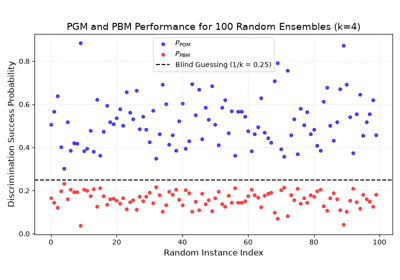 PGM and PBM Performance for 100 Random Ensembles (k=4)
P_PGM
P_PBM
Blind Guessing (1/k = 0.25)
Discrimination Success Probability
0.8
0.6
0.4
0.2
0.0
0 20 40 60 80 100
Random Instance Index